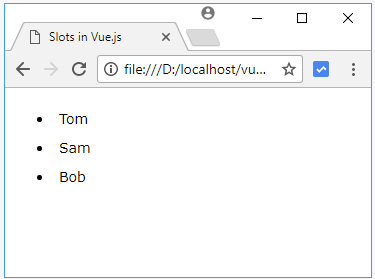 Slots in Vue.js
file:///D:/localhost/vu...
Tom
Sam
Bob